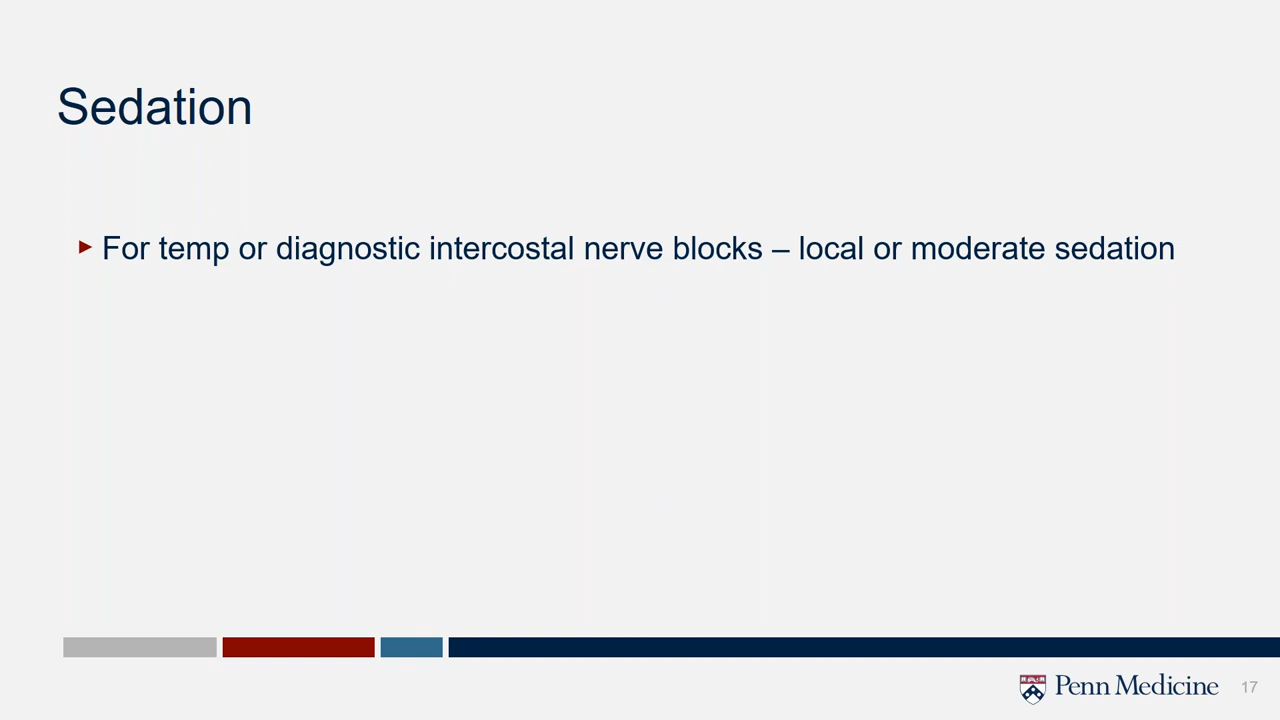 Sedation
▸ For temp or diagnostic intercostal nerve blocks – local or moderate sedation
Penn Medicine
17